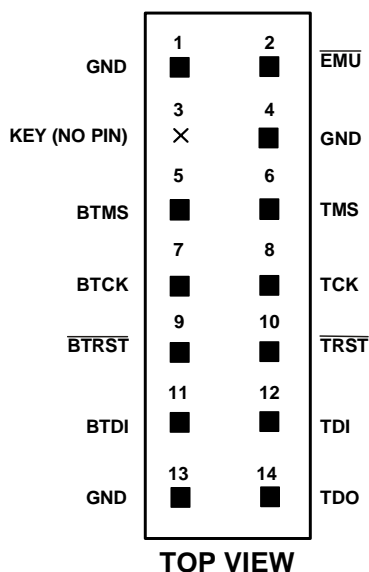 1 2
GND EMU
3 4
KEY (NO PIN) GND
5 6
BTMS TMS
7 8
BTCK TCK
9 10
BTRST TRST
11 12
BTDI TDI
13 14
GND TDO
TOP VIEW